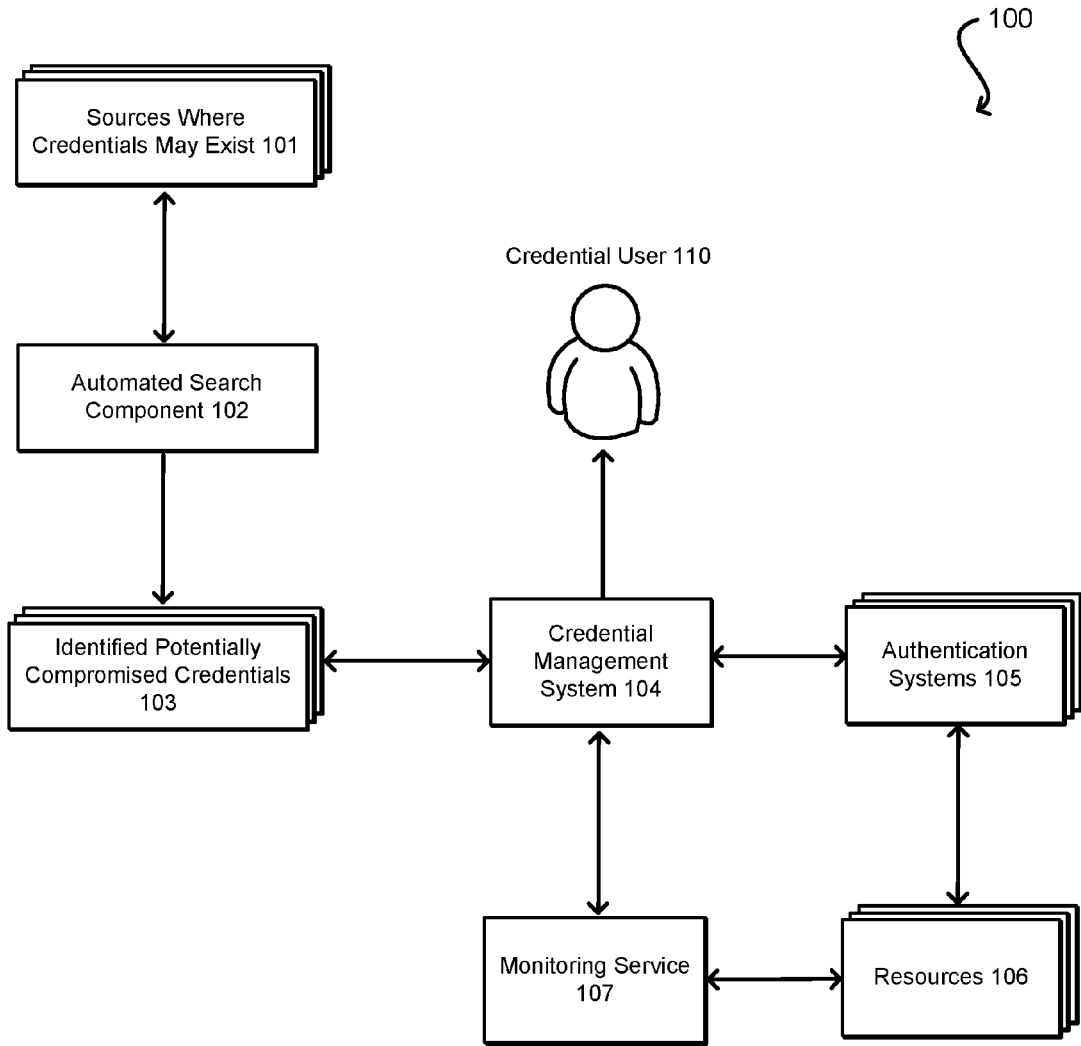 100
Sources Where
Credentials May Exist 101
Credential User 110
Automated Search
Component 102
Identified Potentially
Compromised Credentials
103
Credential
Management
System 104
Authentication
Systems 105
Monitoring Service
107
Resources 106